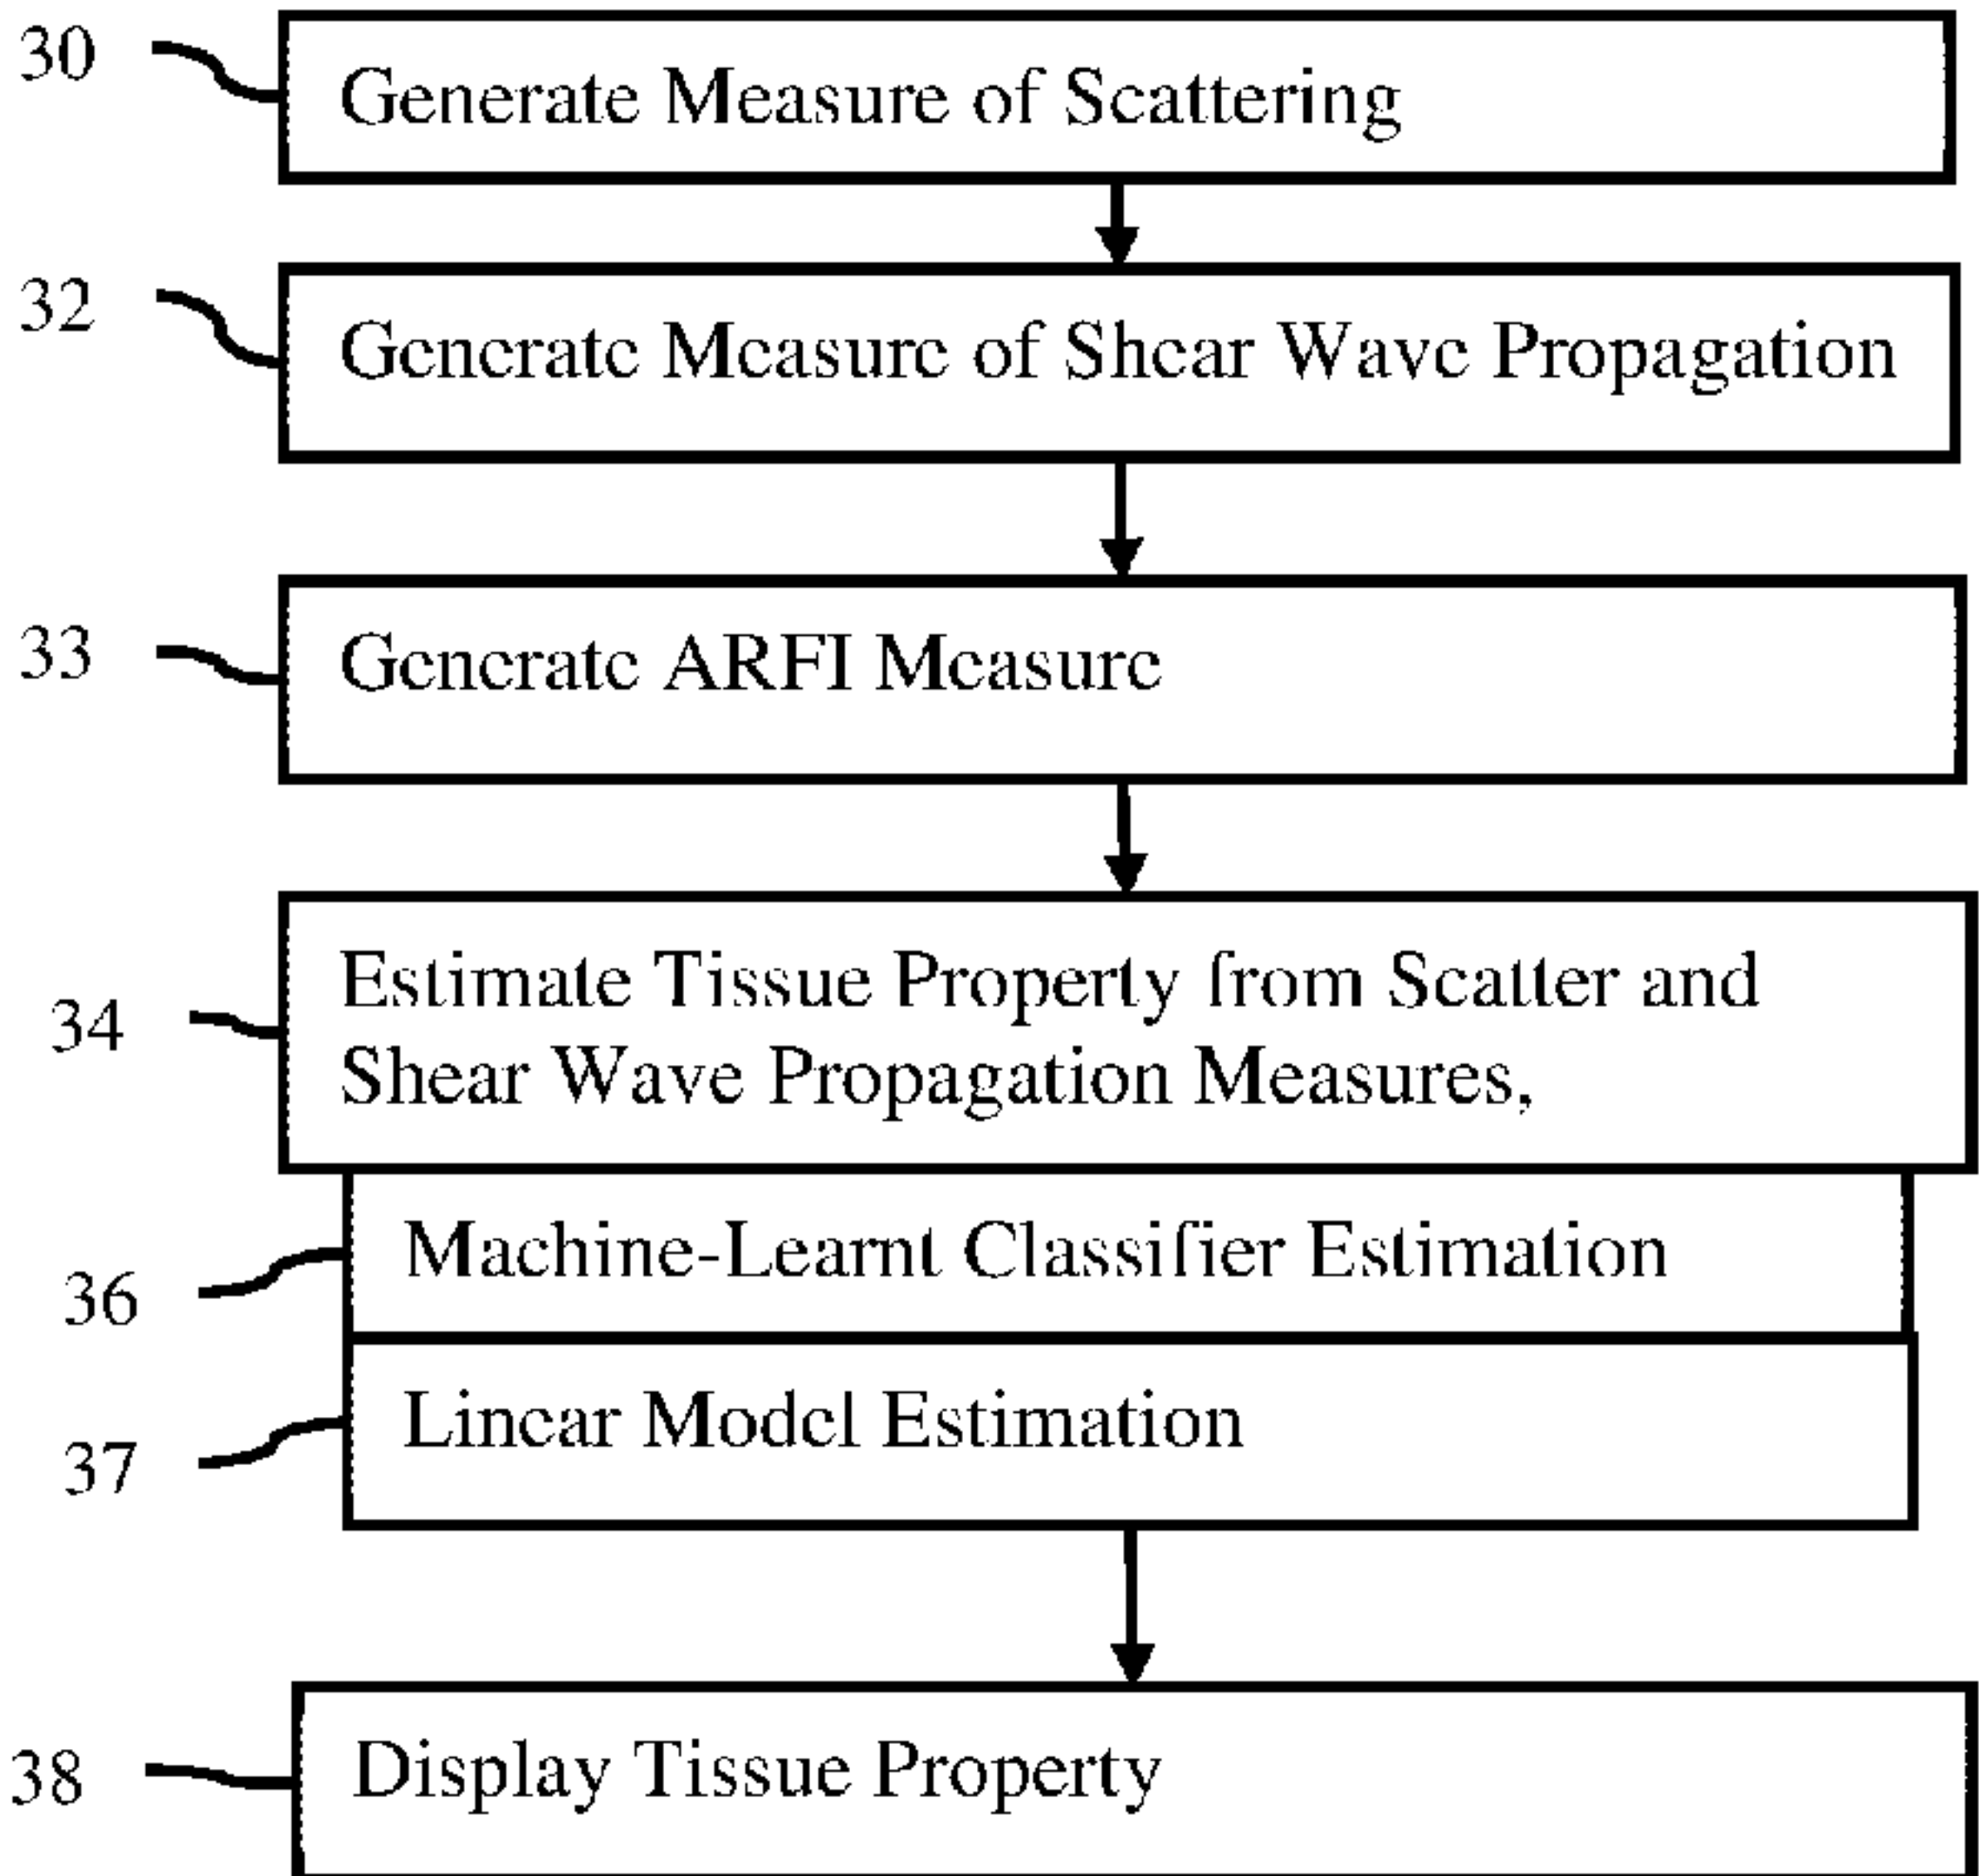 30
Generate Measure of Scattering
32
Generate Measure of Shear Wave Propagation
33
Generate ARFI Measure
34
Estimate Tissue Property from Scatter and
Shear Wave Propagation Measures,
36
Machine-Learnt Classifier Estimation
37
Linear Model Estimation
38
Display Tissue Property